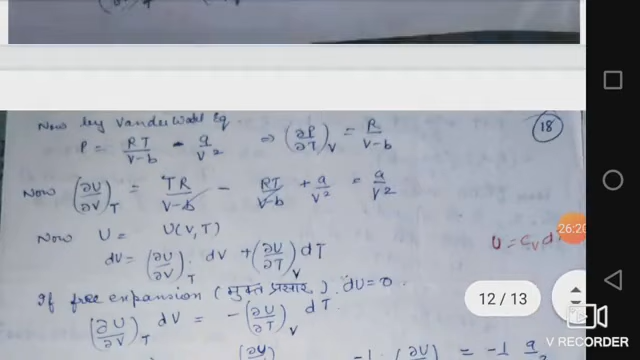 Now by Vanderwall Eq.
P = RT/V-b - a/V² ⇒ (∂P/∂T)_V = R/V-b
18
Now (∂U/∂V)_T = TR/V-b - RT/V-b + a/V² = a/V²
Now U = U(V,T)
dU = (∂U/∂V)_T dV + (∂U/∂T)_V dT
U = C_V d
26:20
If free expansion (मुक्त प्रसार). dU = 0.
12 / 13
(∂U/∂V)_T dV = -(∂U/∂T)_V dT.
V RECORDER